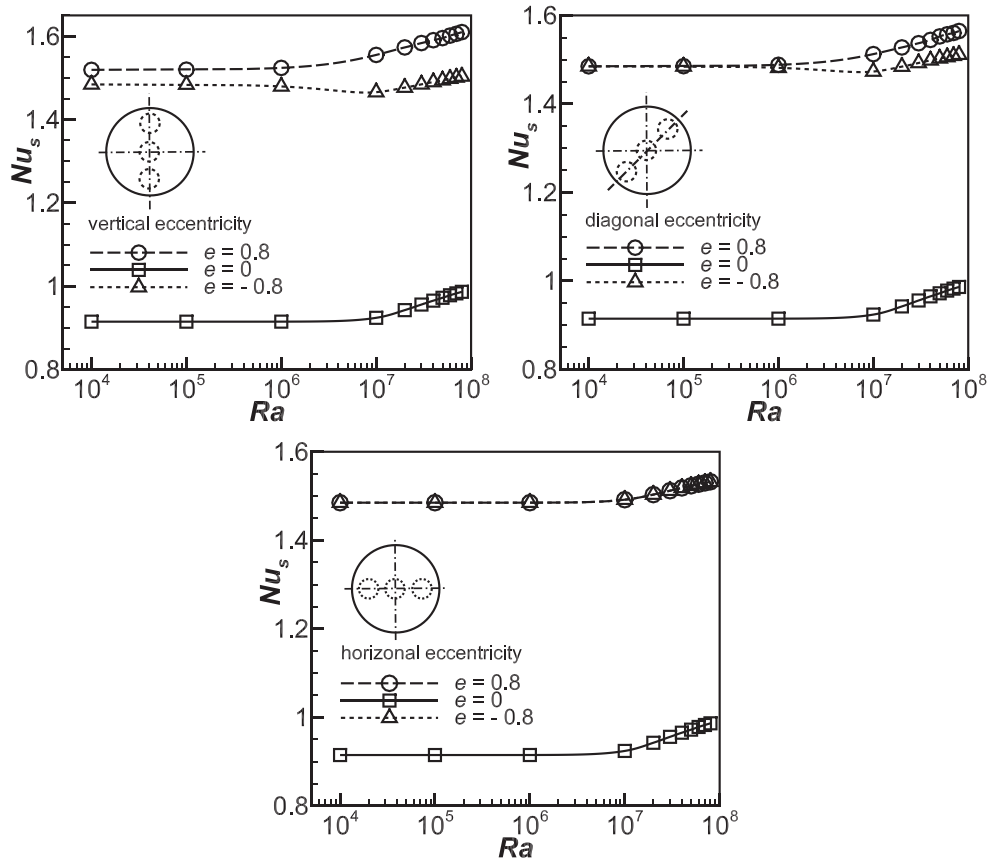 1.6
1.4
1.2
1
0.8
Nu_s
vertical eccentricity
e = 0.8
e = 0
e = - 0.8
10^4
10^5
10^6
10^7
10^8
Ra
1.6
1.4
1.2
1
0.8
Nu_s
diagonal eccentricity
e = 0.8
e = 0
e = - 0.8
10^4
10^5
10^6
10^7
10^8
Ra
1.6
1.4
1.2
1
0.8
Nu_s
horizonal eccentricity
e = 0.8
e = 0
e = - 0.8
10^4
10^5
10^6
10^7
10^8
Ra